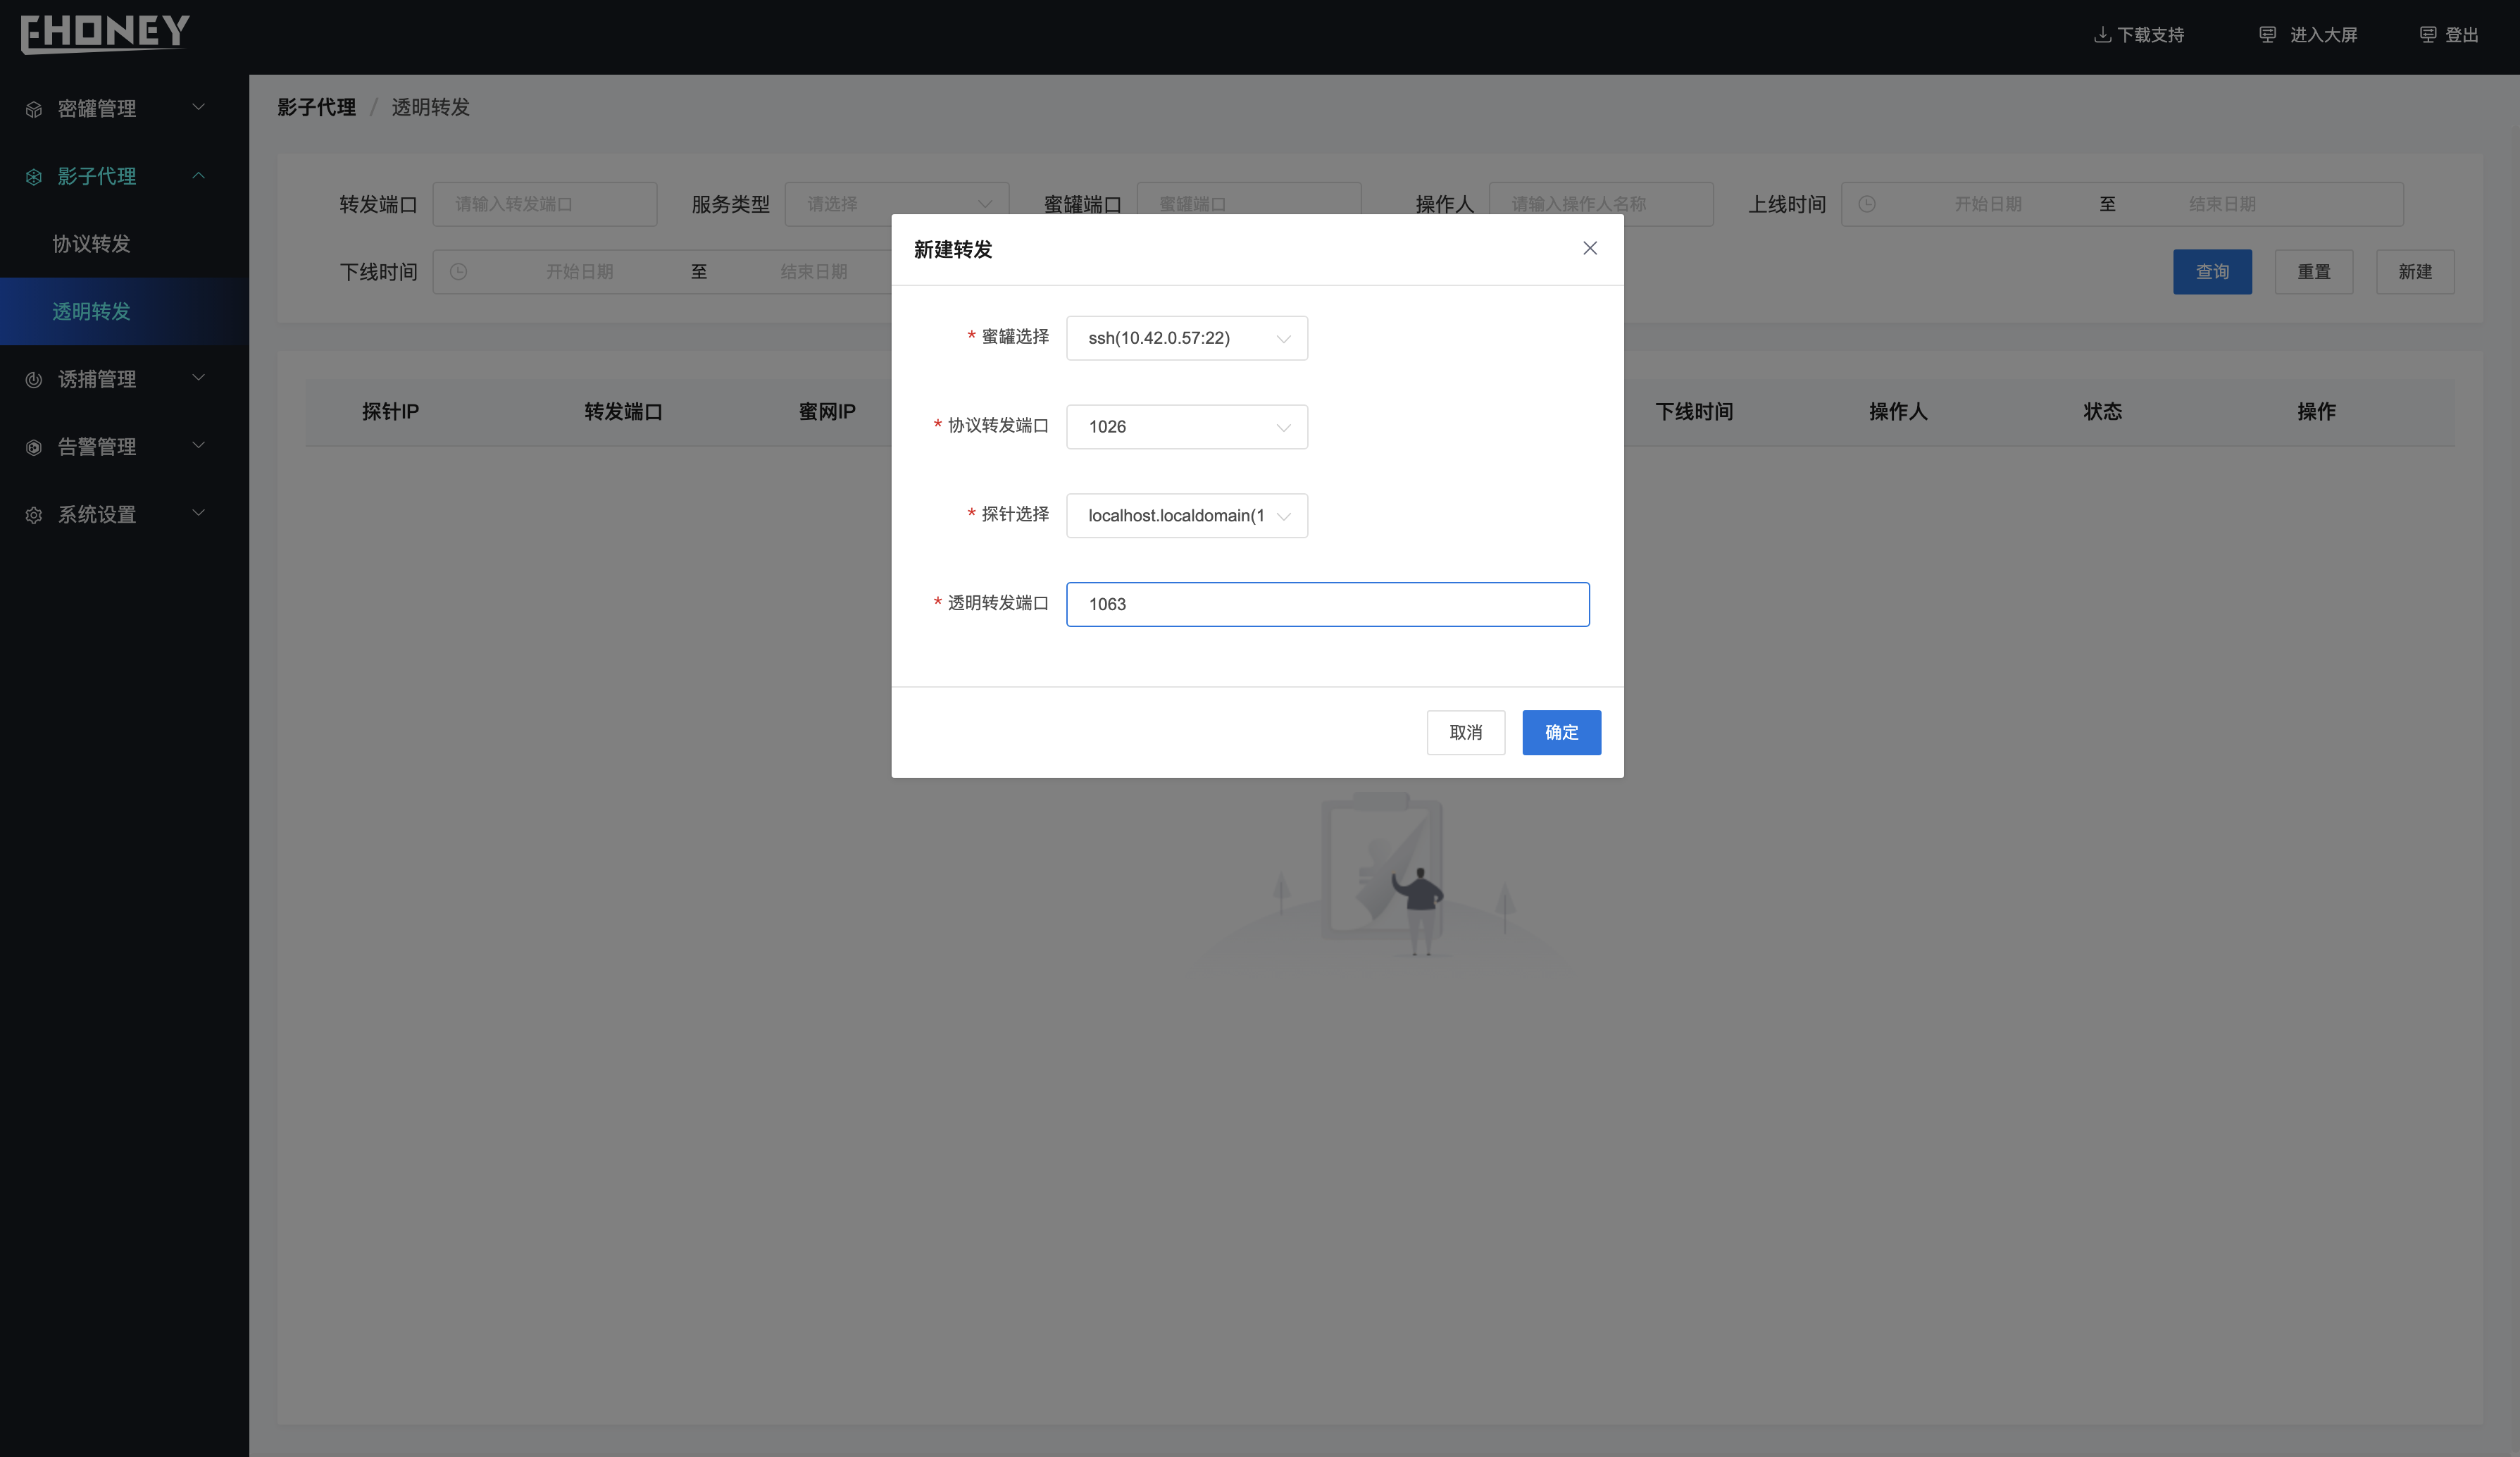 EHONEY
下载支持
进入大屏
登出
密罐管理
影子代理
协议转发
透明转发
诱捕管理
告警管理
系统设置
影子代理 / 透明转发
转发端口 请输入转发端口 服务类型 请选择 蜜罐端口 蜜罐端口 操作人 请输入操作人名称 上线时间 开始日期 至 结束日期
下线时间 开始日期 至 结束日期 查询 重置 新建
探针IP 转发端口 蜜网IP 下线时间 操作人 状态 操作
新建转发
* 蜜罐选择 ssh(10.42.0.57:22)
* 协议转发端口 1026
* 探针选择 localhost.localdomain(1
* 透明转发端口 1063
取消 确定